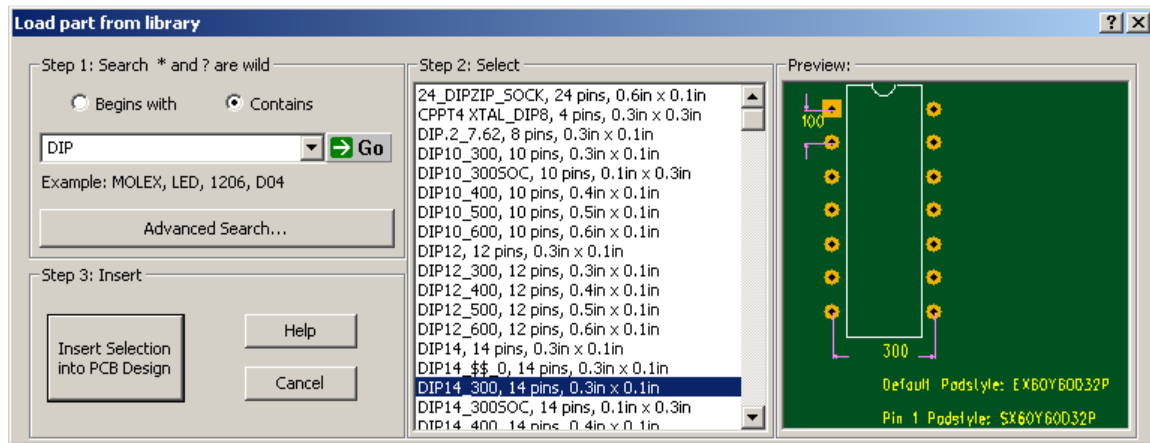 Load part from library
Step 1: Search * and ? are wild
Begins with
Contains
DIP
Go
Example: MOLEX, LED, 1206, D04
Advanced Search...
Step 3: Insert
Insert Selection
into PCB Design
Help
Cancel
Step 2: Select
24_DIPZIP_SOCK, 24 pins, 0.6in x 0.1in
CPPT4 XTAL_DIP8, 4 pins, 0.3in x 0.3in
DIP.2_7.62, 8 pins, 0.3in x 0.1in
DIP10_300, 10 pins, 0.3in x 0.1in
DIP10_300SOC, 10 pins, 0.1in x 0.3in
DIP10_400, 10 pins, 0.4in x 0.1in
DIP10_500, 10 pins, 0.5in x 0.1in
DIP10_600, 10 pins, 0.6in x 0.1in
DIP12, 12 pins, 0.3in x 0.1in
DIP12_300, 12 pins, 0.3in x 0.1in
DIP12_400, 12 pins, 0.4in x 0.1in
DIP12_500, 12 pins, 0.5in x 0.1in
DIP12_600, 12 pins, 0.6in x 0.1in
DIP14, 14 pins, 0.3in x 0.1in
DIP14_$$_0, 14 pins, 0.3in x 0.1in
DIP14_300, 14 pins, 0.3in x 0.1in
DIP14_300SOC, 14 pins, 0.1in x 0.3in
DIP14_400, 14 pins, 0.4in x 0.1in
Preview:
100
300
Default Padstyle: EX60Y60D32P
Pin 1 Padstyle: SX60Y60D32P